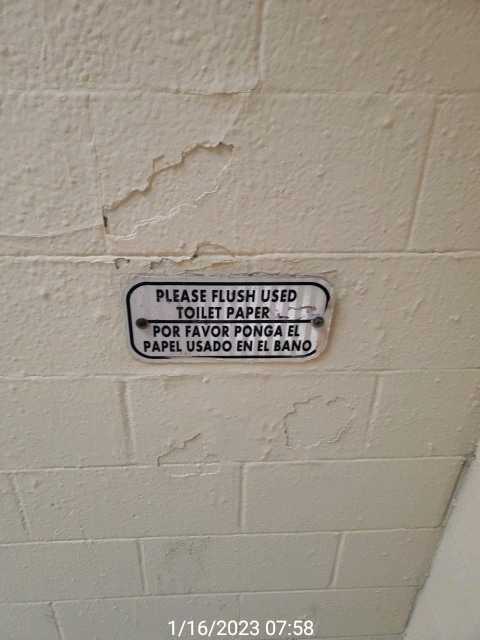 PLEASE FLUSH USED
TOILET PAPER
POR FAVOR PONGA EL
PAPEL USADO EN EL BANO
1/16/2023 07:58